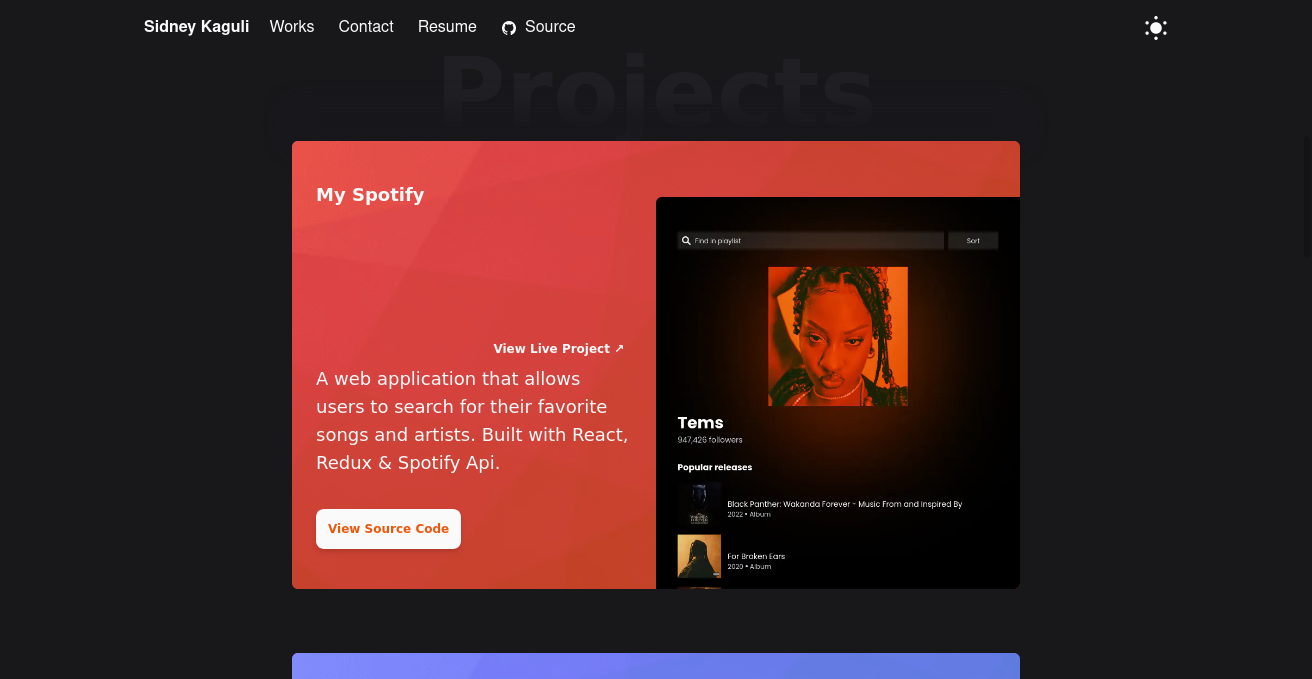 Sidney Kaguli Works Contact Resume Source
Projects
My Spotify
View Live Project ↗
A web application that allows
users to search for their favorite
songs and artists. Built with React,
Redux & Spotify Api.
View Source Code
Find in playlist Sort
Tems
947,426 followers
Popular releases
Black Panther: Wakanda Forever - Music From and Inspired By
2022 • Album
For Broken Ears
2020 • Album